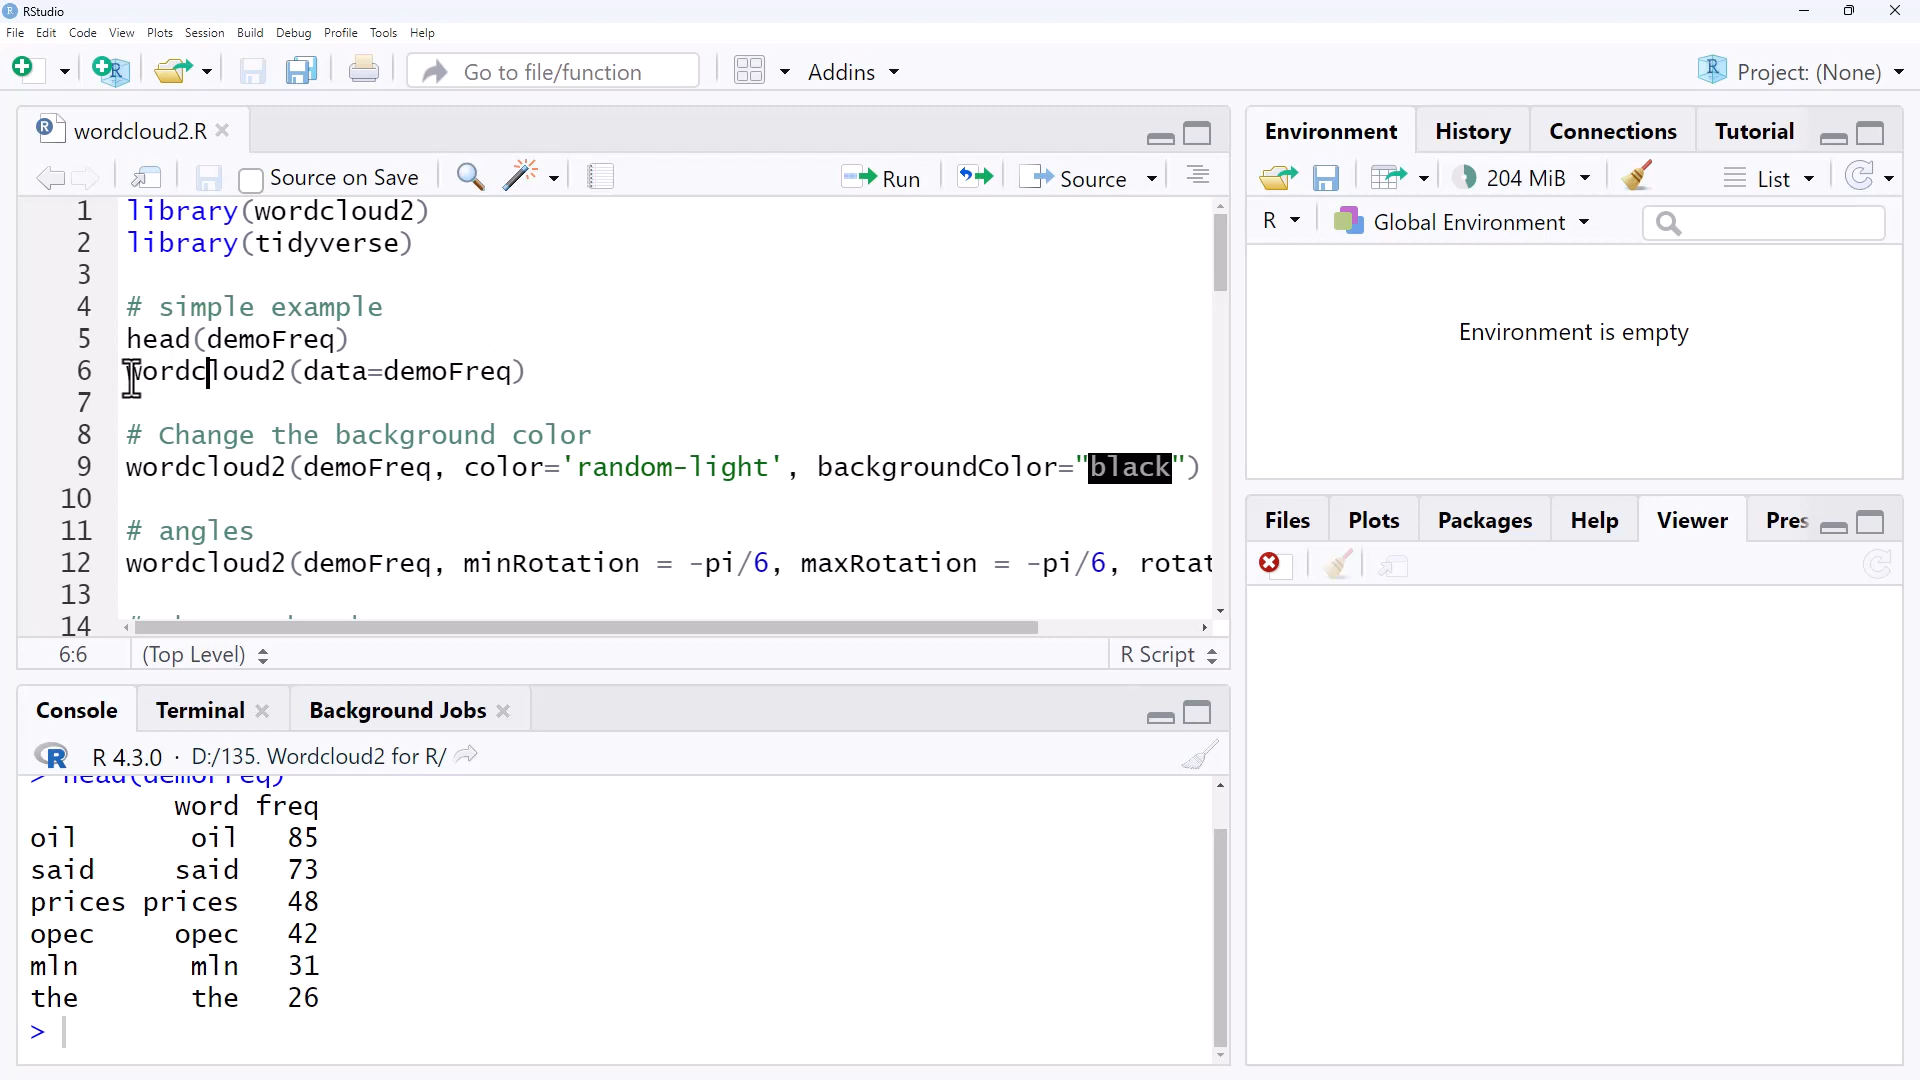 RStudio
File Edit Code View Plots Session Build Debug Profile Tools Help
Go to file/function Addins Project: (None)
wordcloud2.R
Source on Save Run Source
1 library(wordcloud2)
2 library(tidyverse)
3
4 # simple example
5 head(demoFreq)
6 wordcloud2(data=demoFreq)
7
8 # Change the background color
9 wordcloud2(demoFreq, color='random-light', backgroundColor="black")
10
11 # angles
12 wordcloud2(demoFreq, minRotation = -pi/6, maxRotation = -pi/6, rotat
13
14
6:6 (Top Level) R Script
Console Terminal Background Jobs
R 4.3.0 · D:/135. Wordcloud2 for R/
> head(demoFreq)
word freq
oil oil 85
said said 73
prices prices 48
opec opec 42
mln mln 31
the the 26
>
Environment History Connections Tutorial
204 MiB List
R Global Environment
Environment is empty
Files Plots Packages Help Viewer Pres